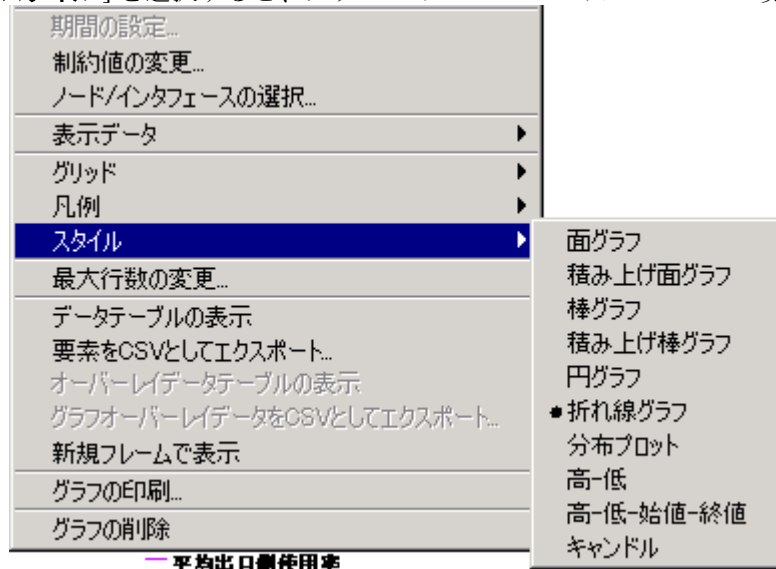 期間の設定...
制約値の変更...
ノード/インタフェースの選択...
表示データ
グリッド
凡例
スタイル
最大行数の変更...
データテーブルの表示
要素をCSVとしてエクスポート...
オーバーレイデータテーブルの表示
グラフオーバーレイデータをCSVとしてエクスポート...
新規フレームで表示
グラフの印刷...
グラフの削除
面グラフ
積み上げ面グラフ
棒グラフ
積み上げ棒グラフ
円グラフ
折れ線グラフ
分布プロット
高-低
高-低-始値-終値
キャンドル
平均出口側使用率